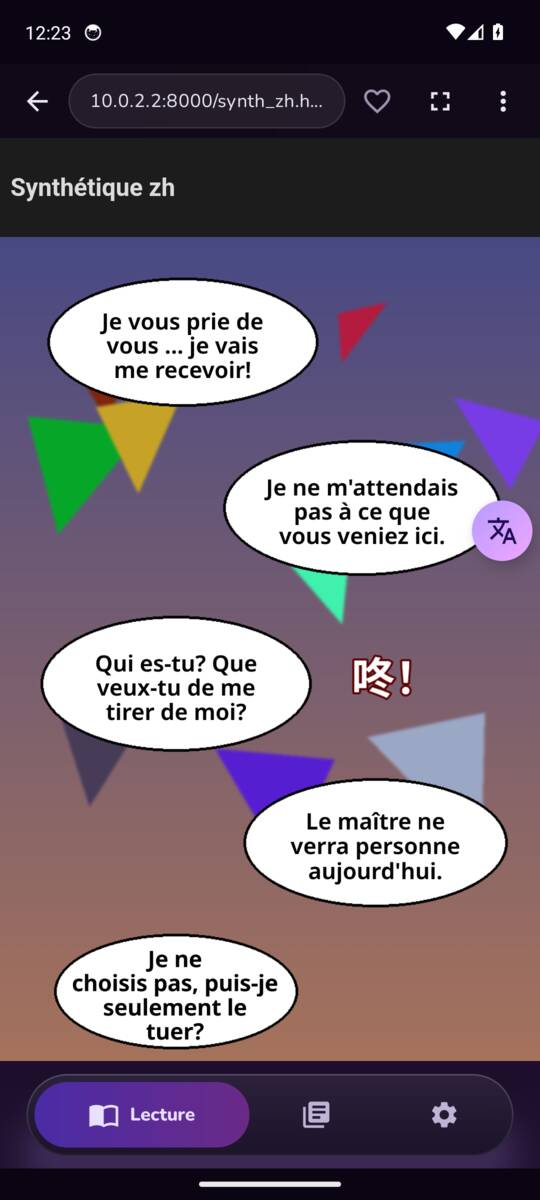 12:23
10.0.2.2:8000/synth_zh.h...
Synthétique zh
Je vous prie de
vous ... je vais
me recevoir!
Je ne m'attendais
pas à ce que
vous veniez ici.
Qui es-tu? Que
veux-tu de me
tirer de moi?
咚!
Le maître ne
verra personne
aujourd'hui.
Je ne
choisis pas, puis-je
seulement le
tuer?
Lecture